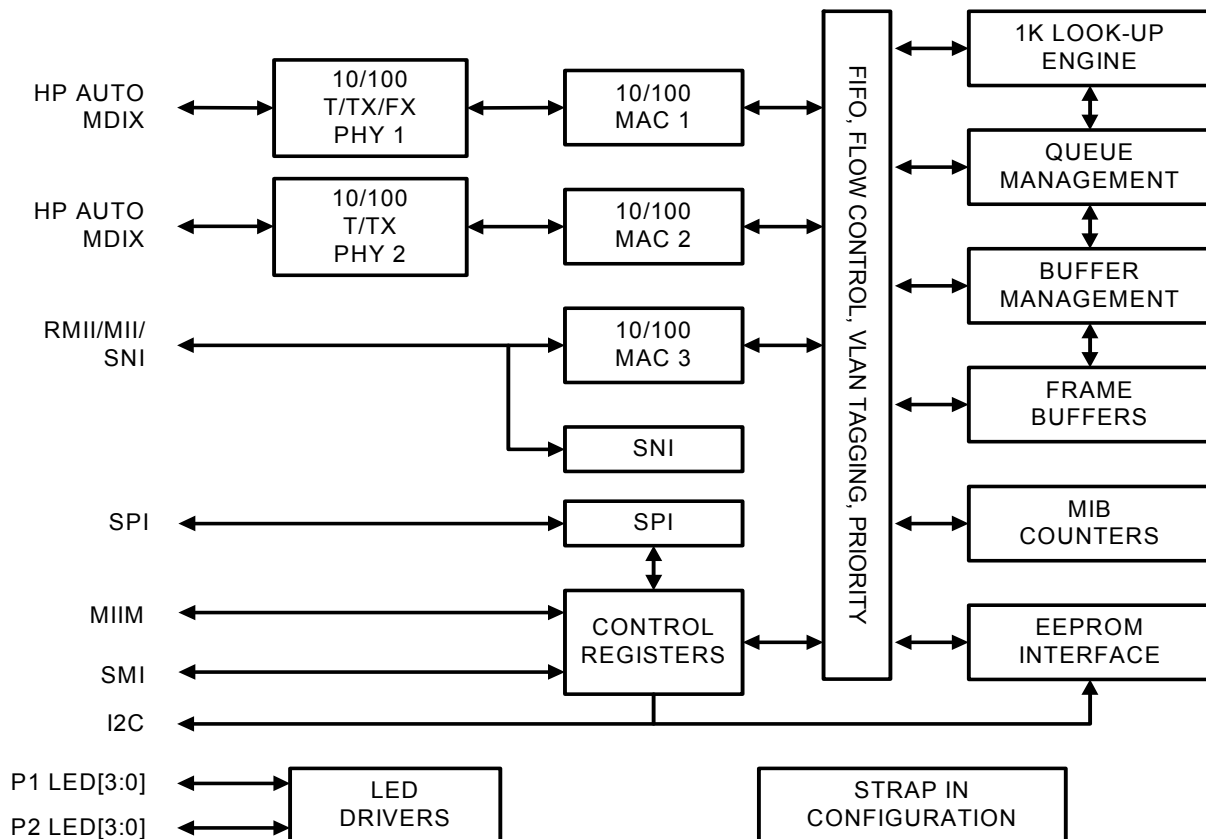 HP AUTO
MDIX
10/100
T/TX/FX
PHY 1
10/100
MAC 1
HP AUTO
MDIX
10/100
T/TX
PHY 2
10/100
MAC 2
RMII/MII/
SNI
10/100
MAC 3
SNI
SPI
SPI
MIIM
SMI
CONTROL
REGISTERS
I2C
P1 LED[3:0]
P2 LED[3:0]
LED
DRIVERS
FIFO, FLOW CONTROL, VLAN TAGGING, PRIORITY
1K LOOK-UP
ENGINE
QUEUE
MANAGEMENT
BUFFER
MANAGEMENT
FRAME
BUFFERS
MIB
COUNTERS
EEPROM
INTERFACE
STRAP IN
CONFIGURATION